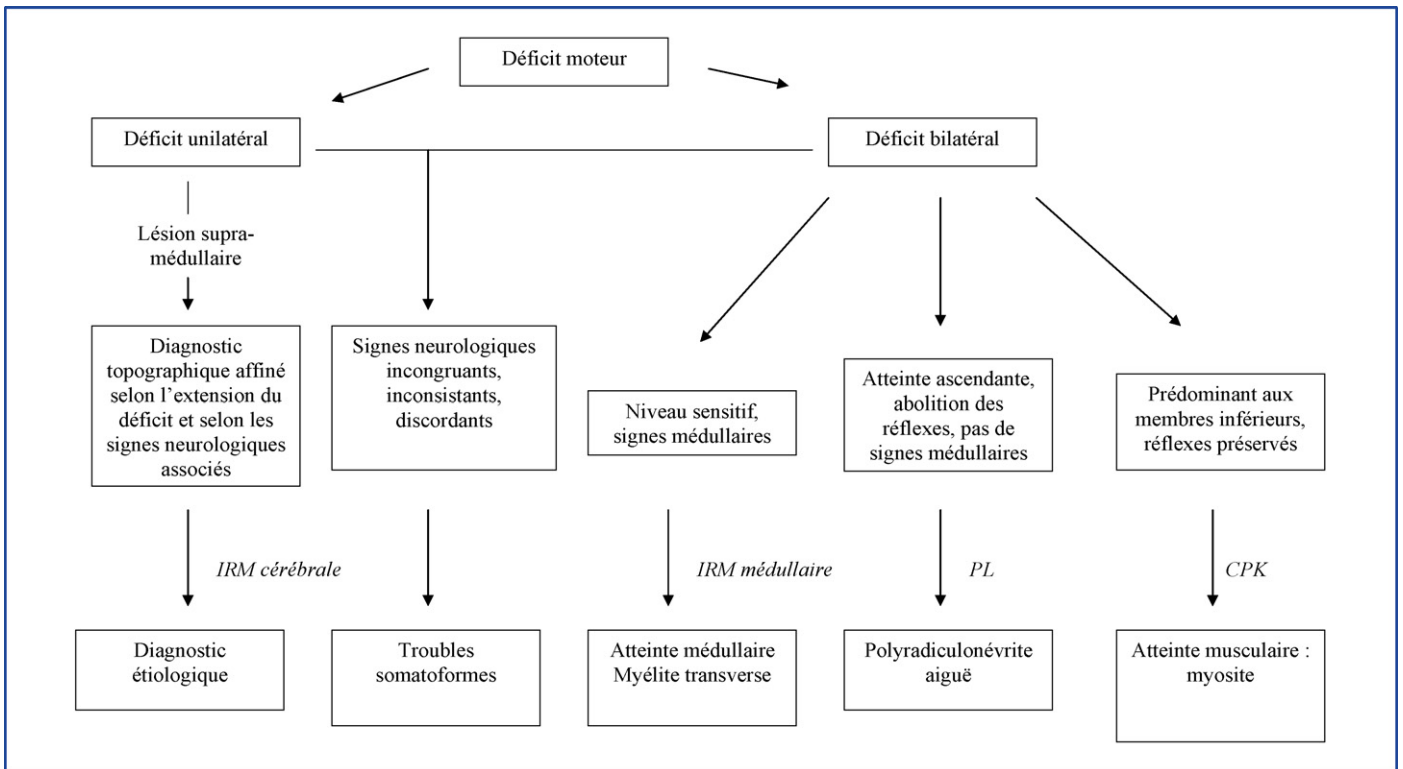 Déficit moteur
Déficit unilatéral
Déficit bilatéral
Lésion supra-
médullaire
Diagnostic
topographique affiné
selon l’extension du
déficit et selon les
signes neurologiques
associés
Signes neurologiques
incongruants,
inconsistants,
discordants
Niveau sensitif,
signes médullaires
Atteinte ascendante,
abolition des
réflexes, pas de
signes médullaires
Prédominant aux
membres inférieurs,
réflexes préservés
IRM cérébrale
IRM médullaire
PL
CPK
Diagnostic
étiologique
Troubles
somatoformes
Atteinte médullaire
Myélite transverse
Polyradiculonévrite
aiguë
Atteinte musculaire :
myosite